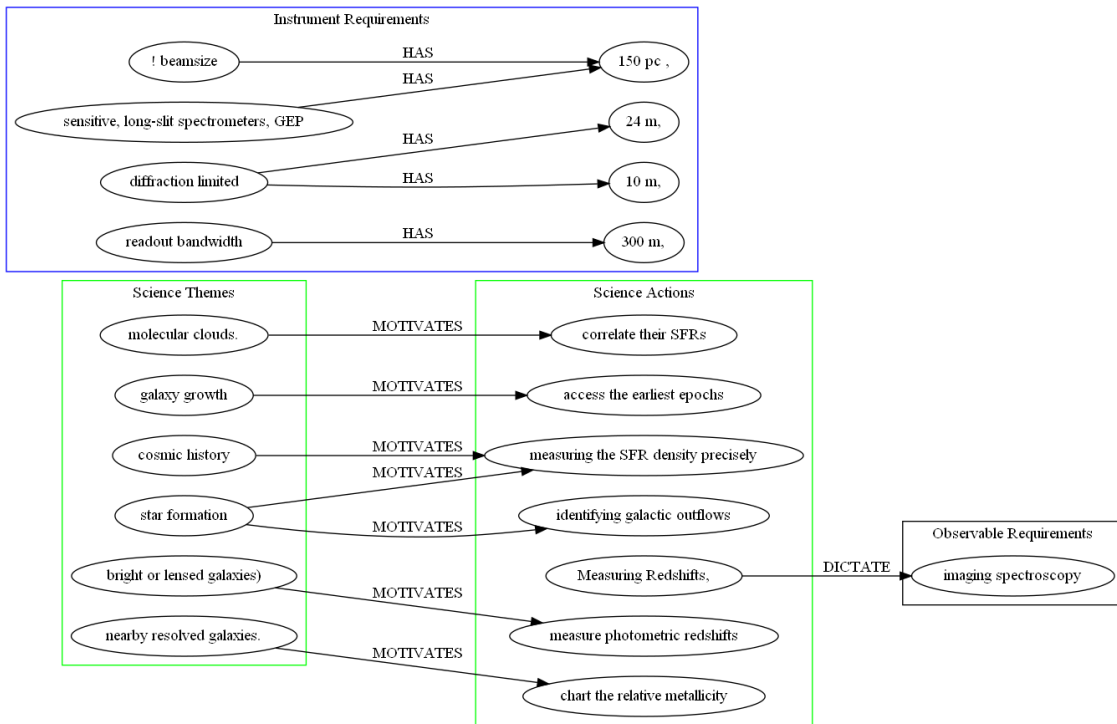 Instrument Requirements
! beamsize
HAS
150 pc ,
sensitive, long-slit spectrometers, GEP
HAS
24 m,
diffraction limited
HAS
HAS
10 m,
readout bandwidth
HAS
300 m,
Science Themes
Science Actions
molecular clouds.
MOTIVATES
correlate their SFRs
galaxy growth
MOTIVATES
access the earliest epochs
cosmic history
MOTIVATES
measuring the SFR density precisely
star formation
MOTIVATES
MOTIVATES
identifying galactic outflows
Observable Requirements
bright or lensed galaxies)
Measuring Redshifts,
DICTATE
imaging spectroscopy
MOTIVATES
measure photometric redshifts
nearby resolved galaxies.
MOTIVATES
chart the relative metallicity